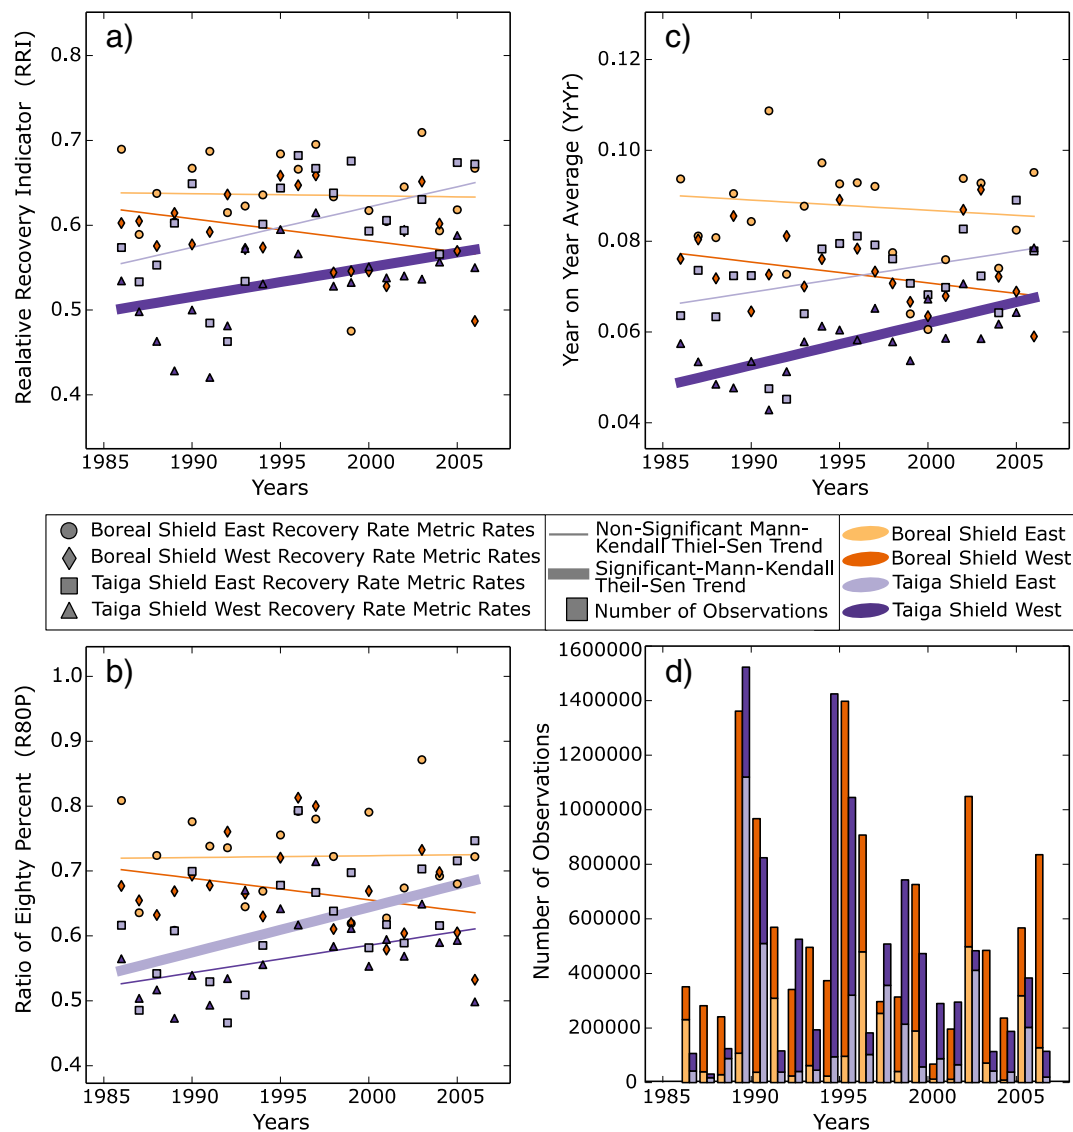 a)
Realative Recovery Indicator (RRI)
0.8
0.7
0.6
0.5
0.4
1985 1990 1995 2000 2005
Years
c)
Year on Year Average (YrYr)
0.12
0.10
0.08
0.06
0.04
1985 1990 1995 2000 2005
Years
Boreal Shield East Recovery Rate Metric Rates
Boreal Shield West Recovery Rate Metric Rates
Taiga Shield East Recovery Rate Metric Rates
Taiga Shield West Recovery Rate Metric Rates
Non-Significant Mann-
Kendall Thiel-Sen Trend
Significant-Mann-Kendall
Theil-Sen Trend
Number of Observations
Boreal Shield East
Boreal Shield West
Taiga Shield East
Taiga Shield West
b)
Ratio of Eighty Percent (R80P)
1.0
0.9
0.8
0.7
0.6
0.5
0.4
1985 1990 1995 2000 2005
Years
d)
Number of Observations
1600000
1400000
1200000
1000000
800000
600000
400000
200000
0
1985 1990 1995 2000 2005
Years